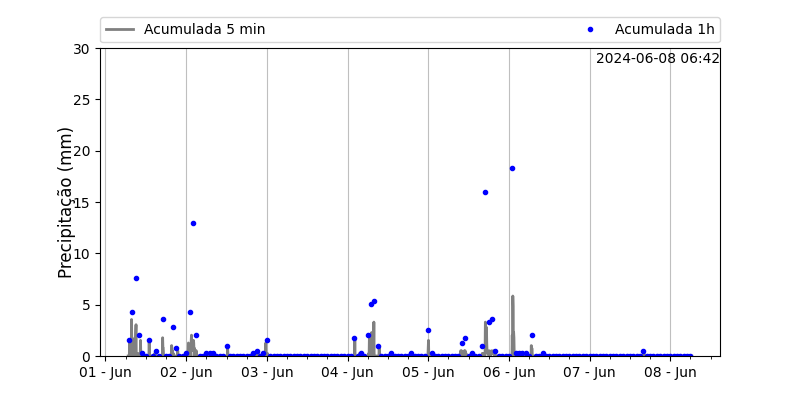 Acumulada 5 min Acumulada 1h
2024-06-08 06:42
Precipitação (mm)
30
25
20
15
10
5
0
01 - Jun 02 - Jun 03 - Jun 04 - Jun 05 - Jun 06 - Jun 07 - Jun 08 - Jun